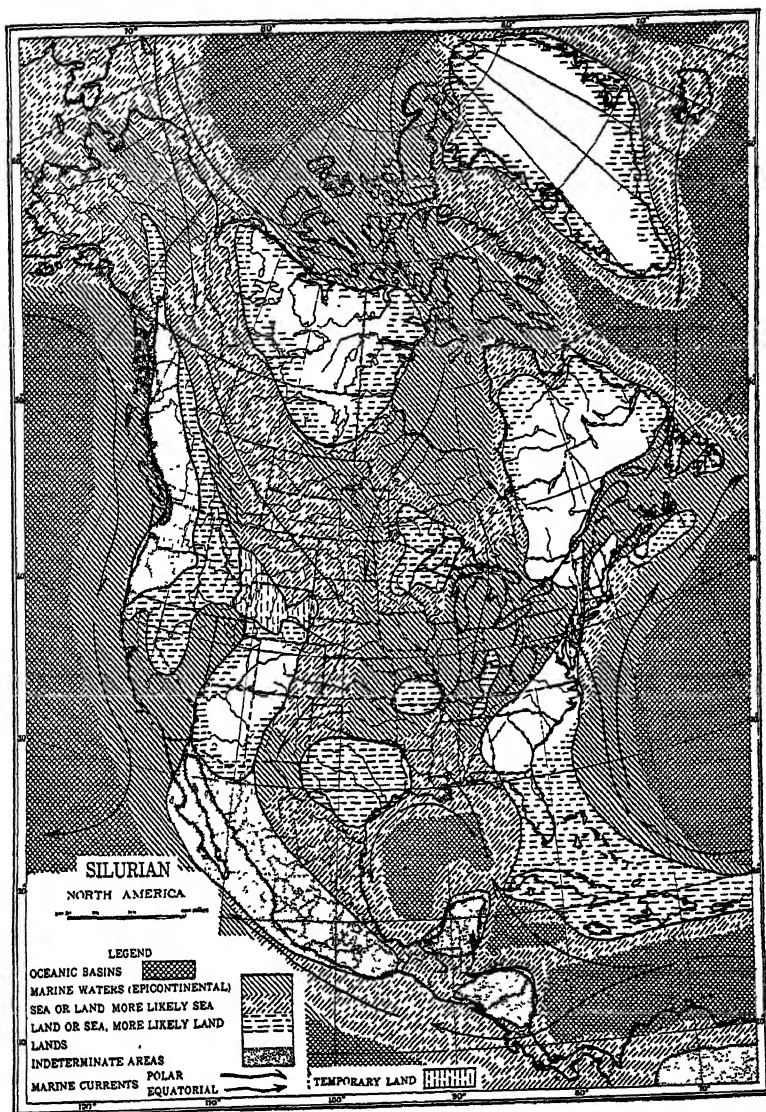 SILURIAN
NORTH AMERICA
LEGEND
OCEANIC BASINS
MARINE WATERS (EPICONTINENTAL)
SEA OR LAND MORE LIKELY SEA
LAND OR SEA, MORE LIKELY LAND
LANDS
INDETERMINATE AREAS
MARINE CURRENTS POLAR
EQUATORIAL
TEMPORARY LAND